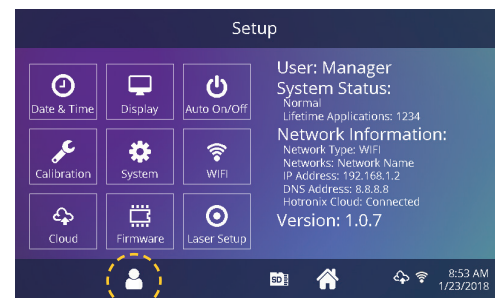 Setup
Date & Time
Display
Auto On/Off
Calibration
System
WIFI
Cloud
Firmware
Laser Setup
User: Manager
System Status:
Normal
Lifetime Applications: 1234
Network Information:
Network Type: WIFI
Networks: Network Name
IP Address: 192.168.1.2
DNS Address: 8.8.8.8
Hotronix Cloud: Connected
Version: 1.0.7
SD
8:53 AM
1/23/2018